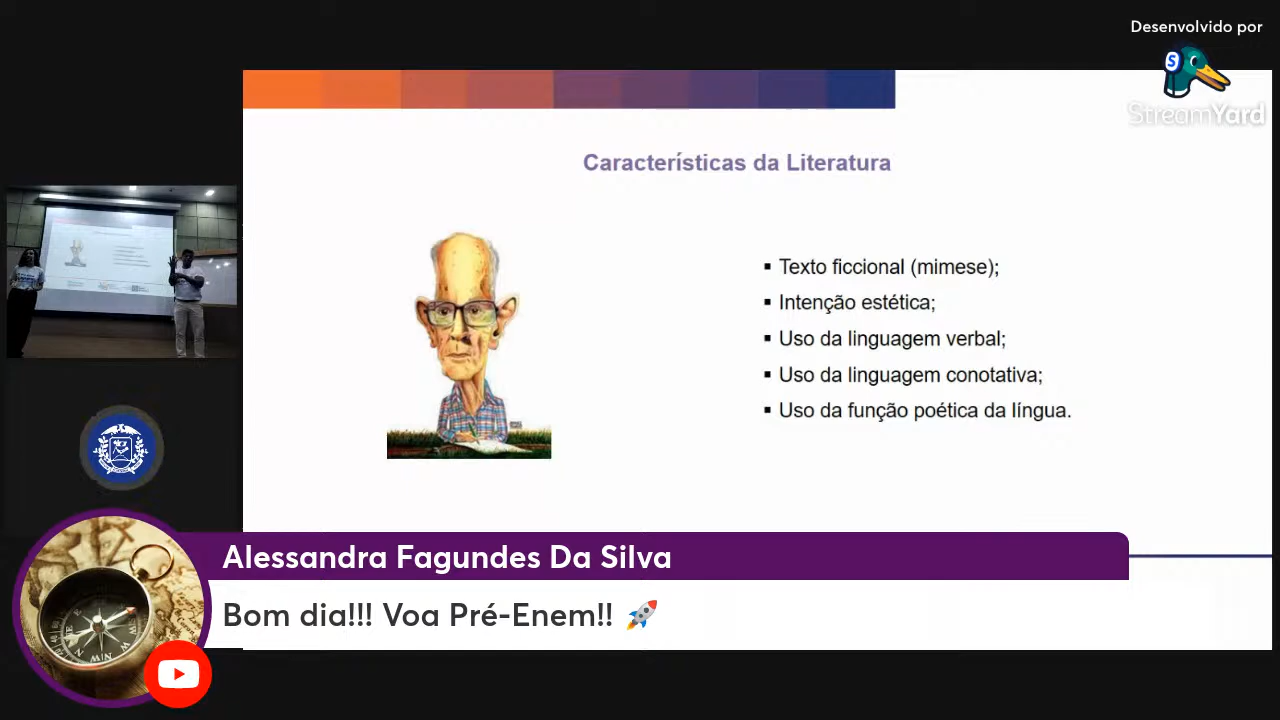 Desenvolvido por
S
StreamYard
Características da Literatura
▪ Texto ficcional (mimese);
▪ Intenção estética;
▪ Uso da linguagem verbal;
▪ Uso da linguagem conotativa;
▪ Uso da função poética da língua.
Alessandra Fagundes Da Silva
Bom dia!!! Voa Pré-Enem!! 🚀